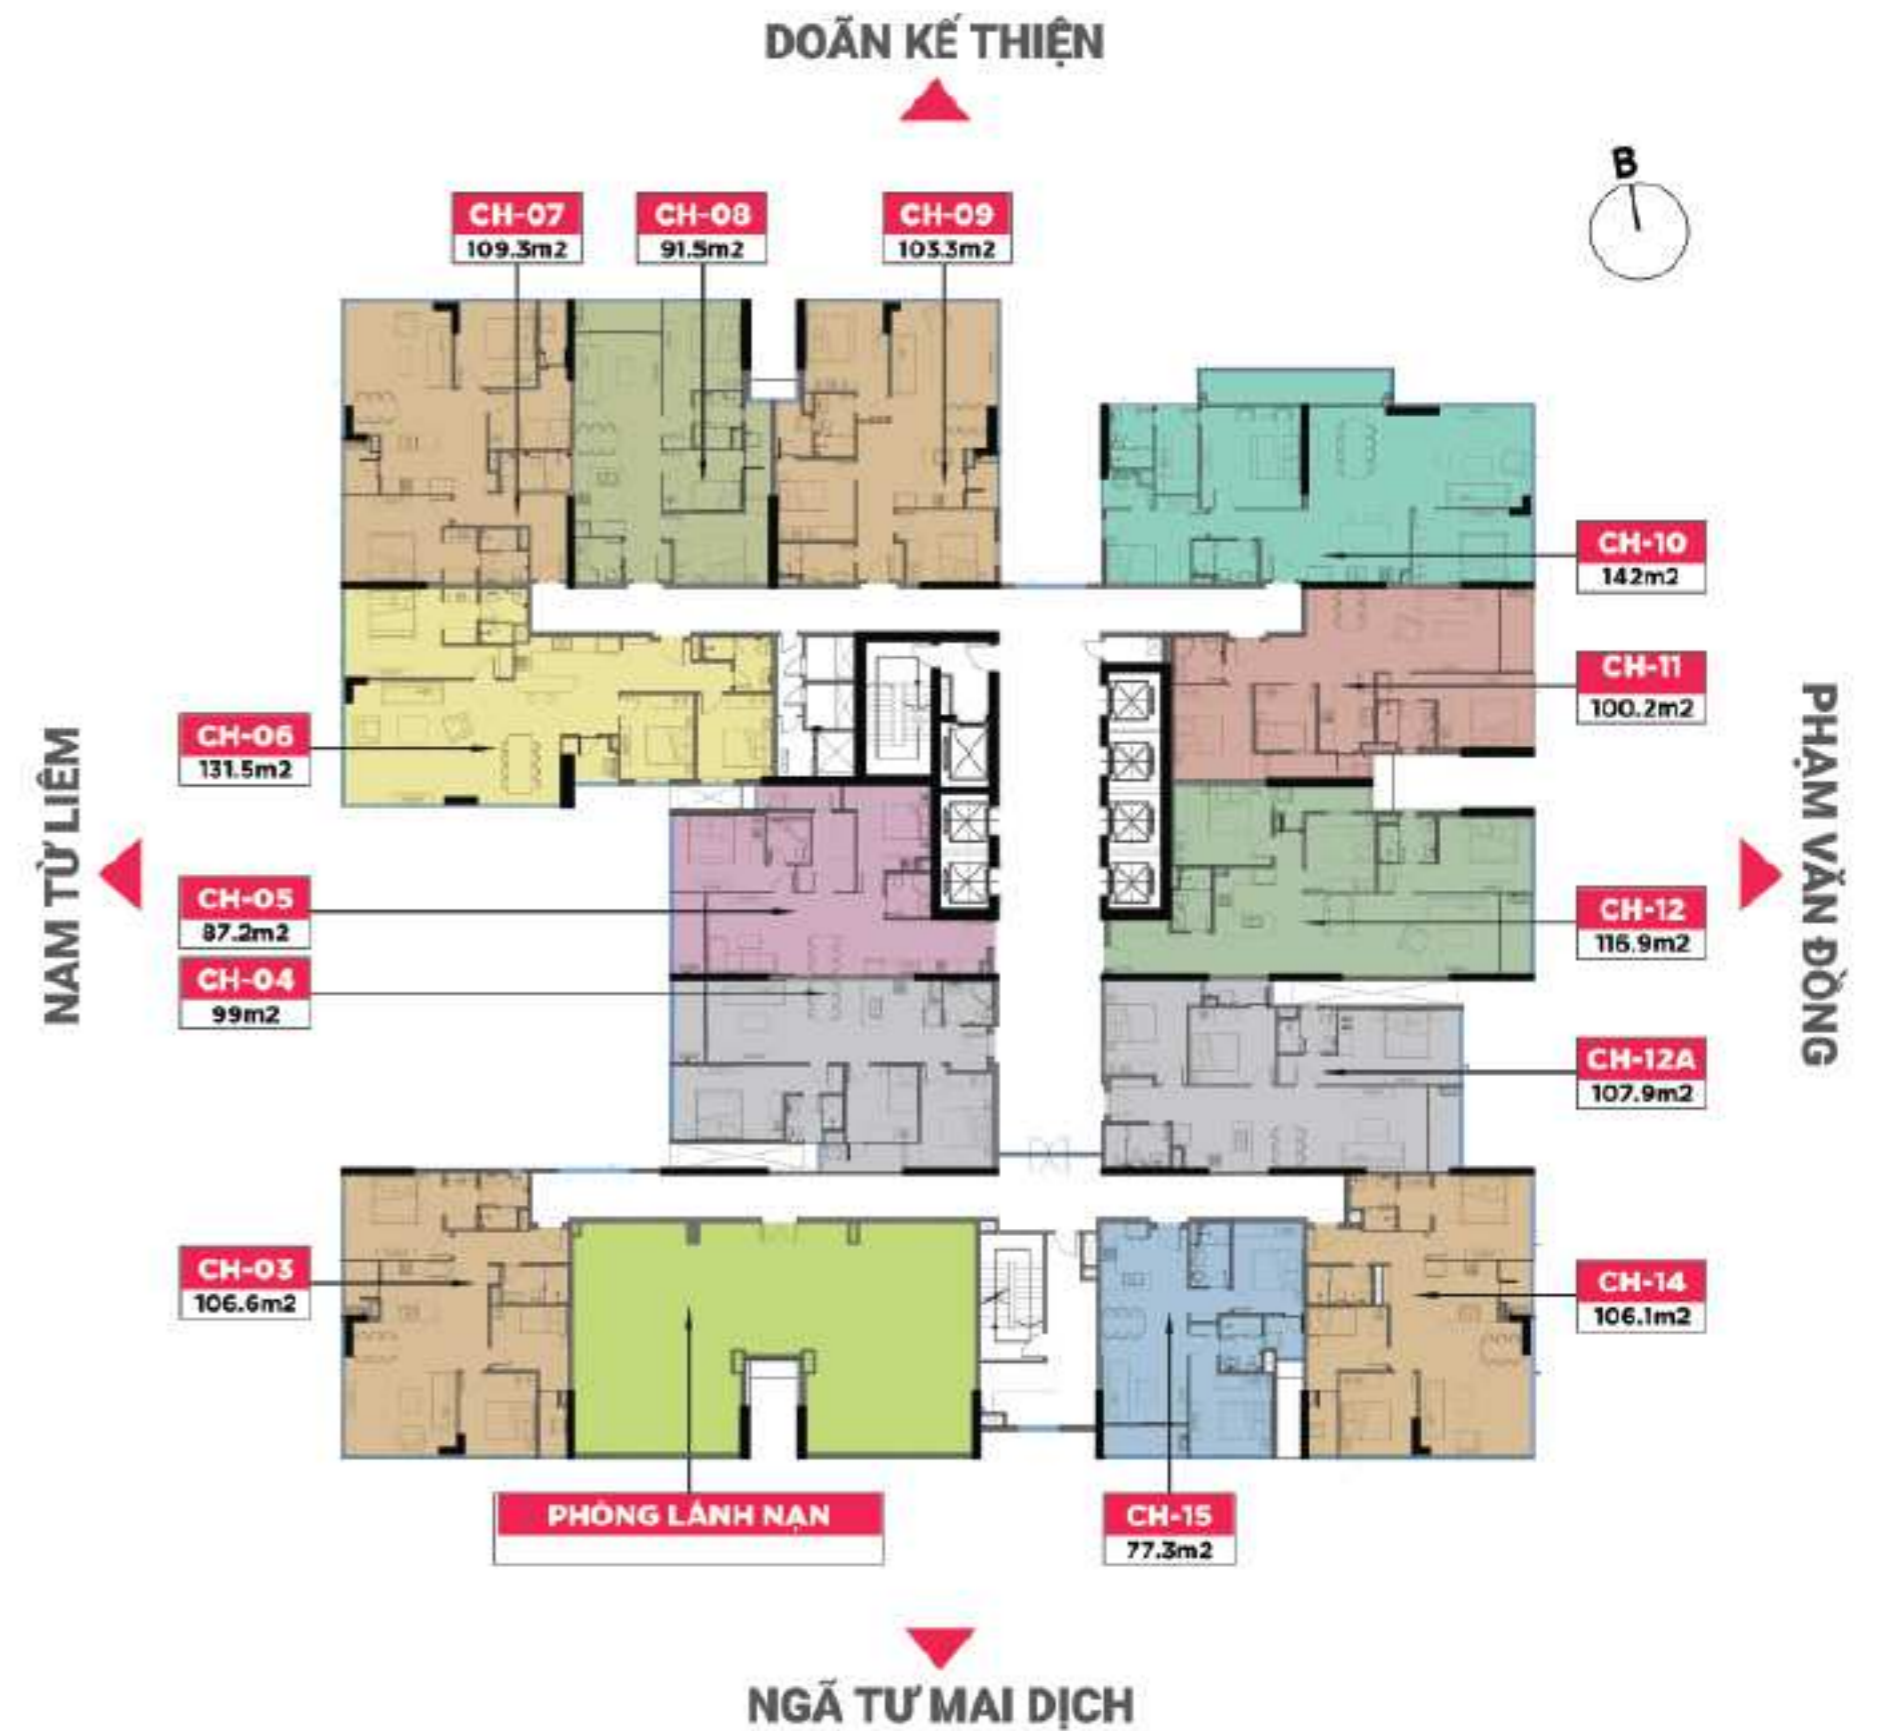 DOÃN KẾ THIỆN
B
CH-07
109.3m2
CH-08
91.5m2
CH-09
103.3m2
CH-10
142m2
CH-11
100.2m2
CH-06
131.5m2
NAM TỪ LIÊM
PHẠM VĂN ĐỒNG
CH-05
87.2m2
CH-12
116.9m2
CH-04
99m2
CH-12A
107.9m2
CH-03
106.6m2
CH-14
106.1m2
PHÒNG LÁNH NẠN
CH-15
77.3m2
NGÃ TƯ MAI DỊCH